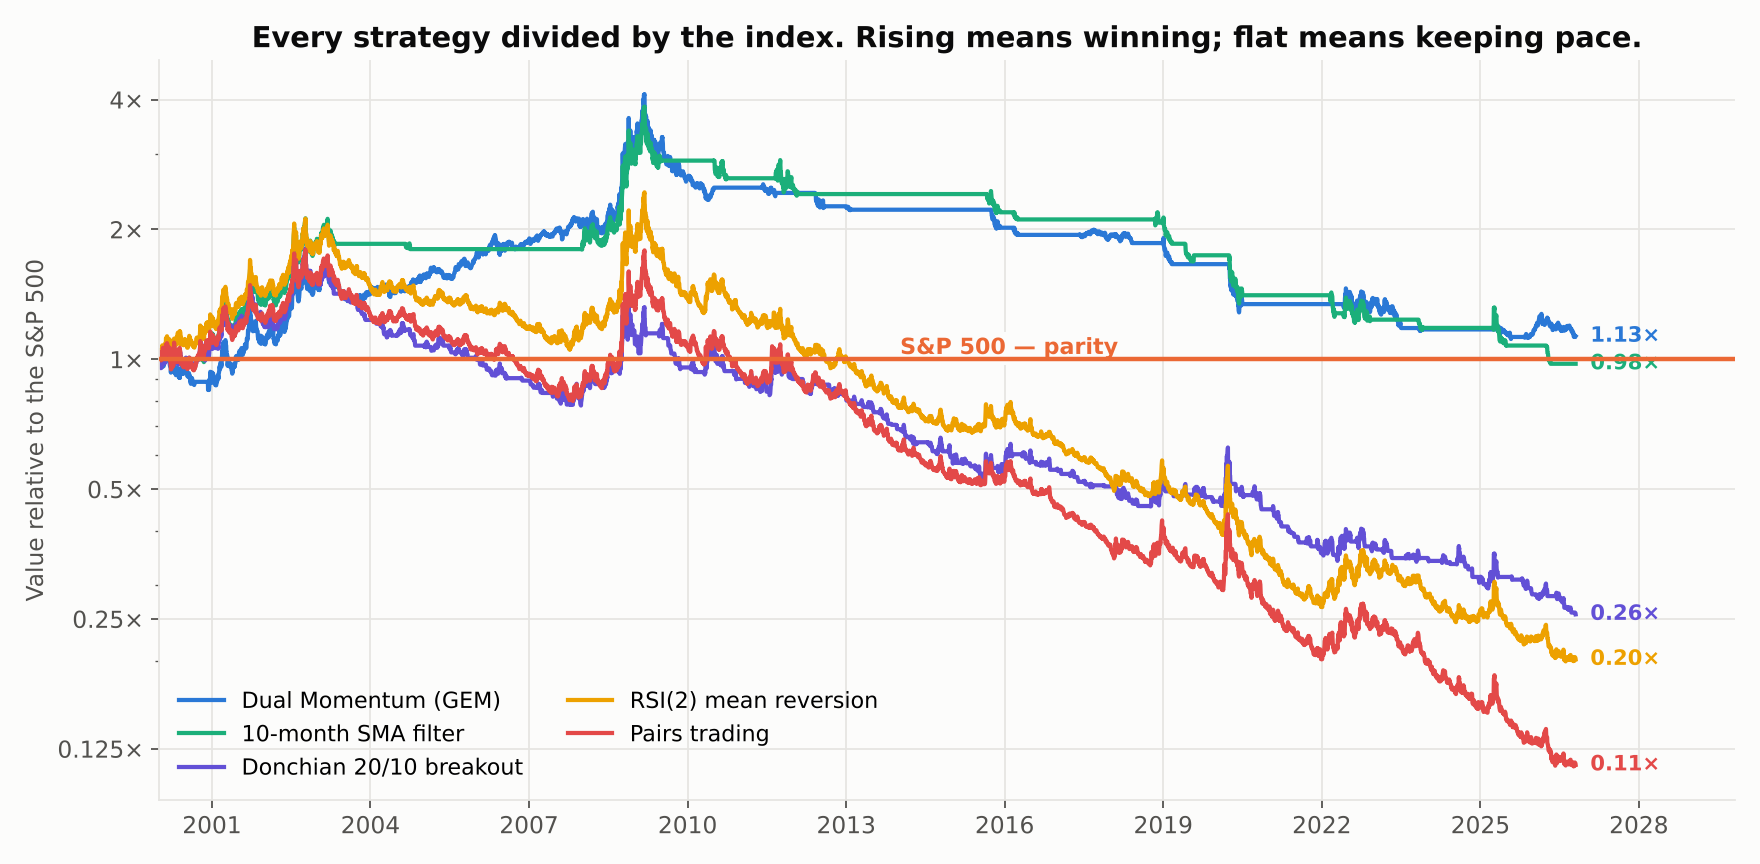 Every strategy divided by the index. Rising means winning; flat means keeping pace.
Value relative to the S&P 500
4×
2×
1×
0.5×
0.25×
0.125×
S&P 500 — parity
1.13×
0.98×
0.26×
0.20×
0.11×
Dual Momentum (GEM)
10-month SMA filter
Donchian 20/10 breakout
RSI(2) mean reversion
Pairs trading
2001
2004
2007
2010
2013
2016
2019
2022
2025
2028